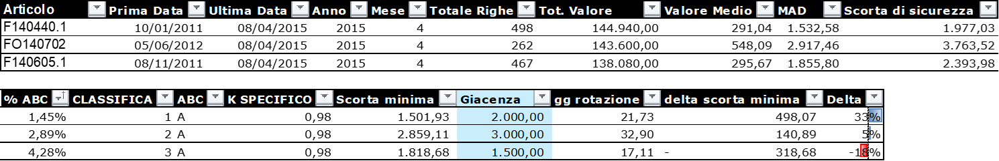 Articolo Prima Data Ultima Data Anno Mese Totale Righe Tot. Valore Valore Medio MAD Scorta di sicurezza
F140440.1 10/01/2011 08/04/2015 2015 4 498 144.940,00 291,04 1.532,58 1.977,03
FO140702 05/06/2012 08/04/2015 2015 4 262 143.600,00 548,09 2.917,46 3.763,52
F140605.1 08/11/2011 08/04/2015 2015 4 467 138.080,00 295,67 1.855,80 2.393,98
% ABC CLASSIFICA ABC K SPECIFICO Scorta minima Giacenza gg rotazione delta scorta minima Delta
1,45% 1 A 0,98 1.501,93 2.000,00 21,73 498,07 33%
2,89% 2 A 0,98 2.859,11 3.000,00 32,90 140,89 5%
4,28% 3 A 0,98 1.818,68 1.500,00 17,11 - 318,68 -18%